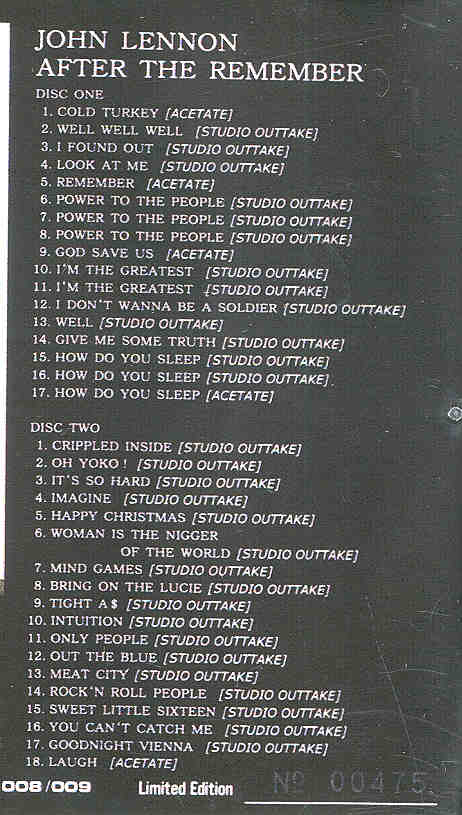 JOHN LENNON
AFTER THE REMEMBER
DISC ONE
1. COLD TURKEY [ACETATE]
2. WELL WELL WELL [STUDIO OUTTAKE]
3. I FOUND OUT [STUDIO OUTTAKE]
4. LOOK AT ME [STUDIO OUTTAKE]
5. REMEMBER [ACETATE]
6. POWER TO THE PEOPLE [STUDIO OUTTAKE]
7. POWER TO THE PEOPLE [STUDIO OUTTAKE]
8. POWER TO THE PEOPLE [STUDIO OUTTAKE]
9. GOD SAVE US [ACETATE]
10. I'M THE GREATEST [STUDIO OUTTAKE]
11. I'M THE GREATEST [STUDIO OUTTAKE]
12. I DON'T WANNA BE A SOLDIER [STUDIO OUTTAKE]
13. WELL [STUDIO OUTTAKE]
14. GIVE ME SOME TRUTH [STUDIO OUTTAKE]
15. HOW DO YOU SLEEP [STUDIO OUTTAKE]
16. HOW DO YOU SLEEP [STUDIO OUTTAKE]
17. HOW DO YOU SLEEP [ACETATE]
DISC TWO
1. CRIPPLED INSIDE [STUDIO OUTTAKE]
2. OH YOKO! [STUDIO OUTTAKE]
3. IT'S SO HARD [STUDIO OUTTAKE]
4. IMAGINE [STUDIO OUTTAKE]
5. HAPPY CHRISTMAS [STUDIO OUTTAKE]
6. WOMAN IS THE NIGGER
OF THE WORLD [STUDIO OUTTAKE]
7. MIND GAMES [STUDIO OUTTAKE]
8. BRING ON THE LUCIE [STUDIO OUTTAKE]
9. TIGHT A$ [STUDIO OUTTAKE]
10. INTUITION [STUDIO OUTTAKE]
11. ONLY PEOPLE [STUDIO OUTTAKE]
12. OUT THE BLUE [STUDIO OUTTAKE]
13. MEAT CITY [STUDIO OUTTAKE]
14. ROCK'N ROLL PEOPLE [STUDIO OUTTAKE]
15. SWEET LITTLE SIXTEEN [STUDIO OUTTAKE]
16. YOU CAN'T CATCH ME [STUDIO OUTTAKE]
17. GOODNIGHT VIENNA [STUDIO OUTTAKE]
18. LAUGH [ACETATE]
008/009 Limited Edition Nº 00475